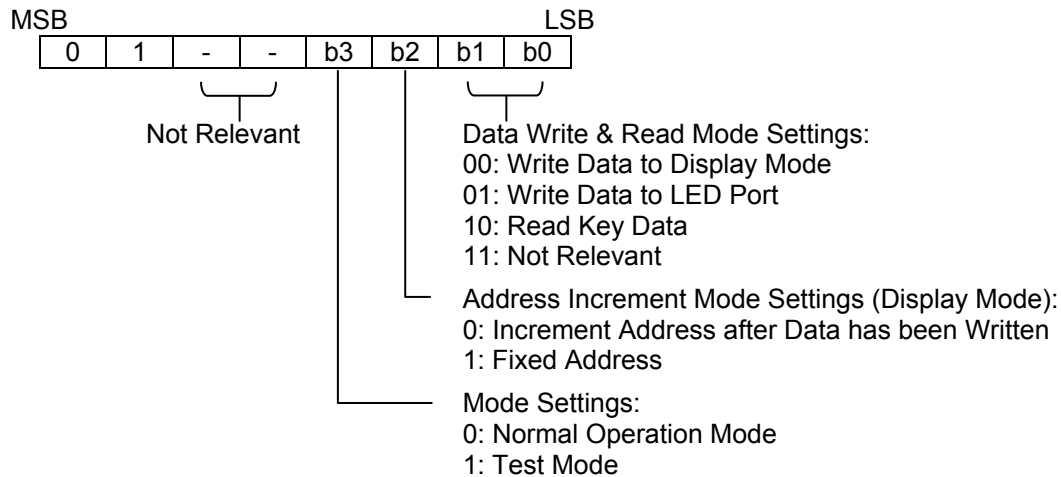 MSB LSB
0 1 - - b3 b2 b1 b0
Not Relevant
Data Write & Read Mode Settings:
00: Write Data to Display Mode
01: Write Data to LED Port
10: Read Key Data
11: Not Relevant
Address Increment Mode Settings (Display Mode):
0: Increment Address after Data has been Written
1: Fixed Address
Mode Settings:
0: Normal Operation Mode
1: Test Mode